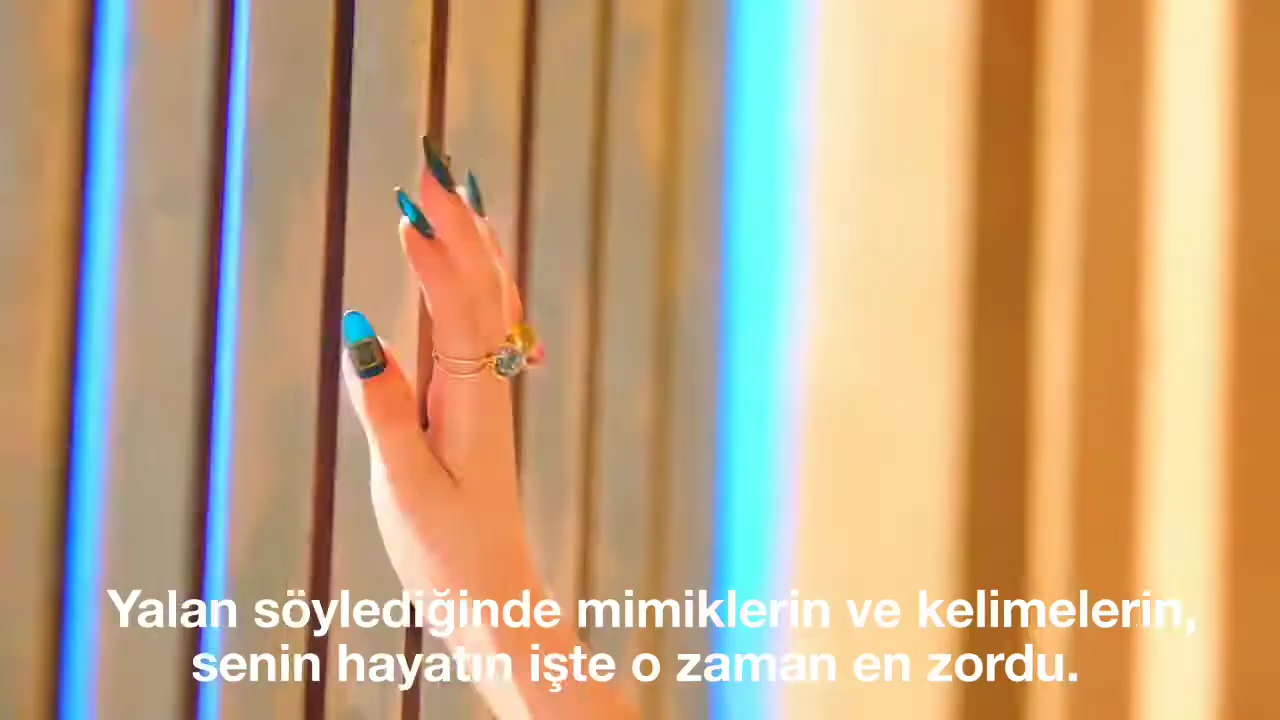 Yalan söylediğinde mimiklerin ve kelimelerin,
senin hayatın işte o zaman en zordu.